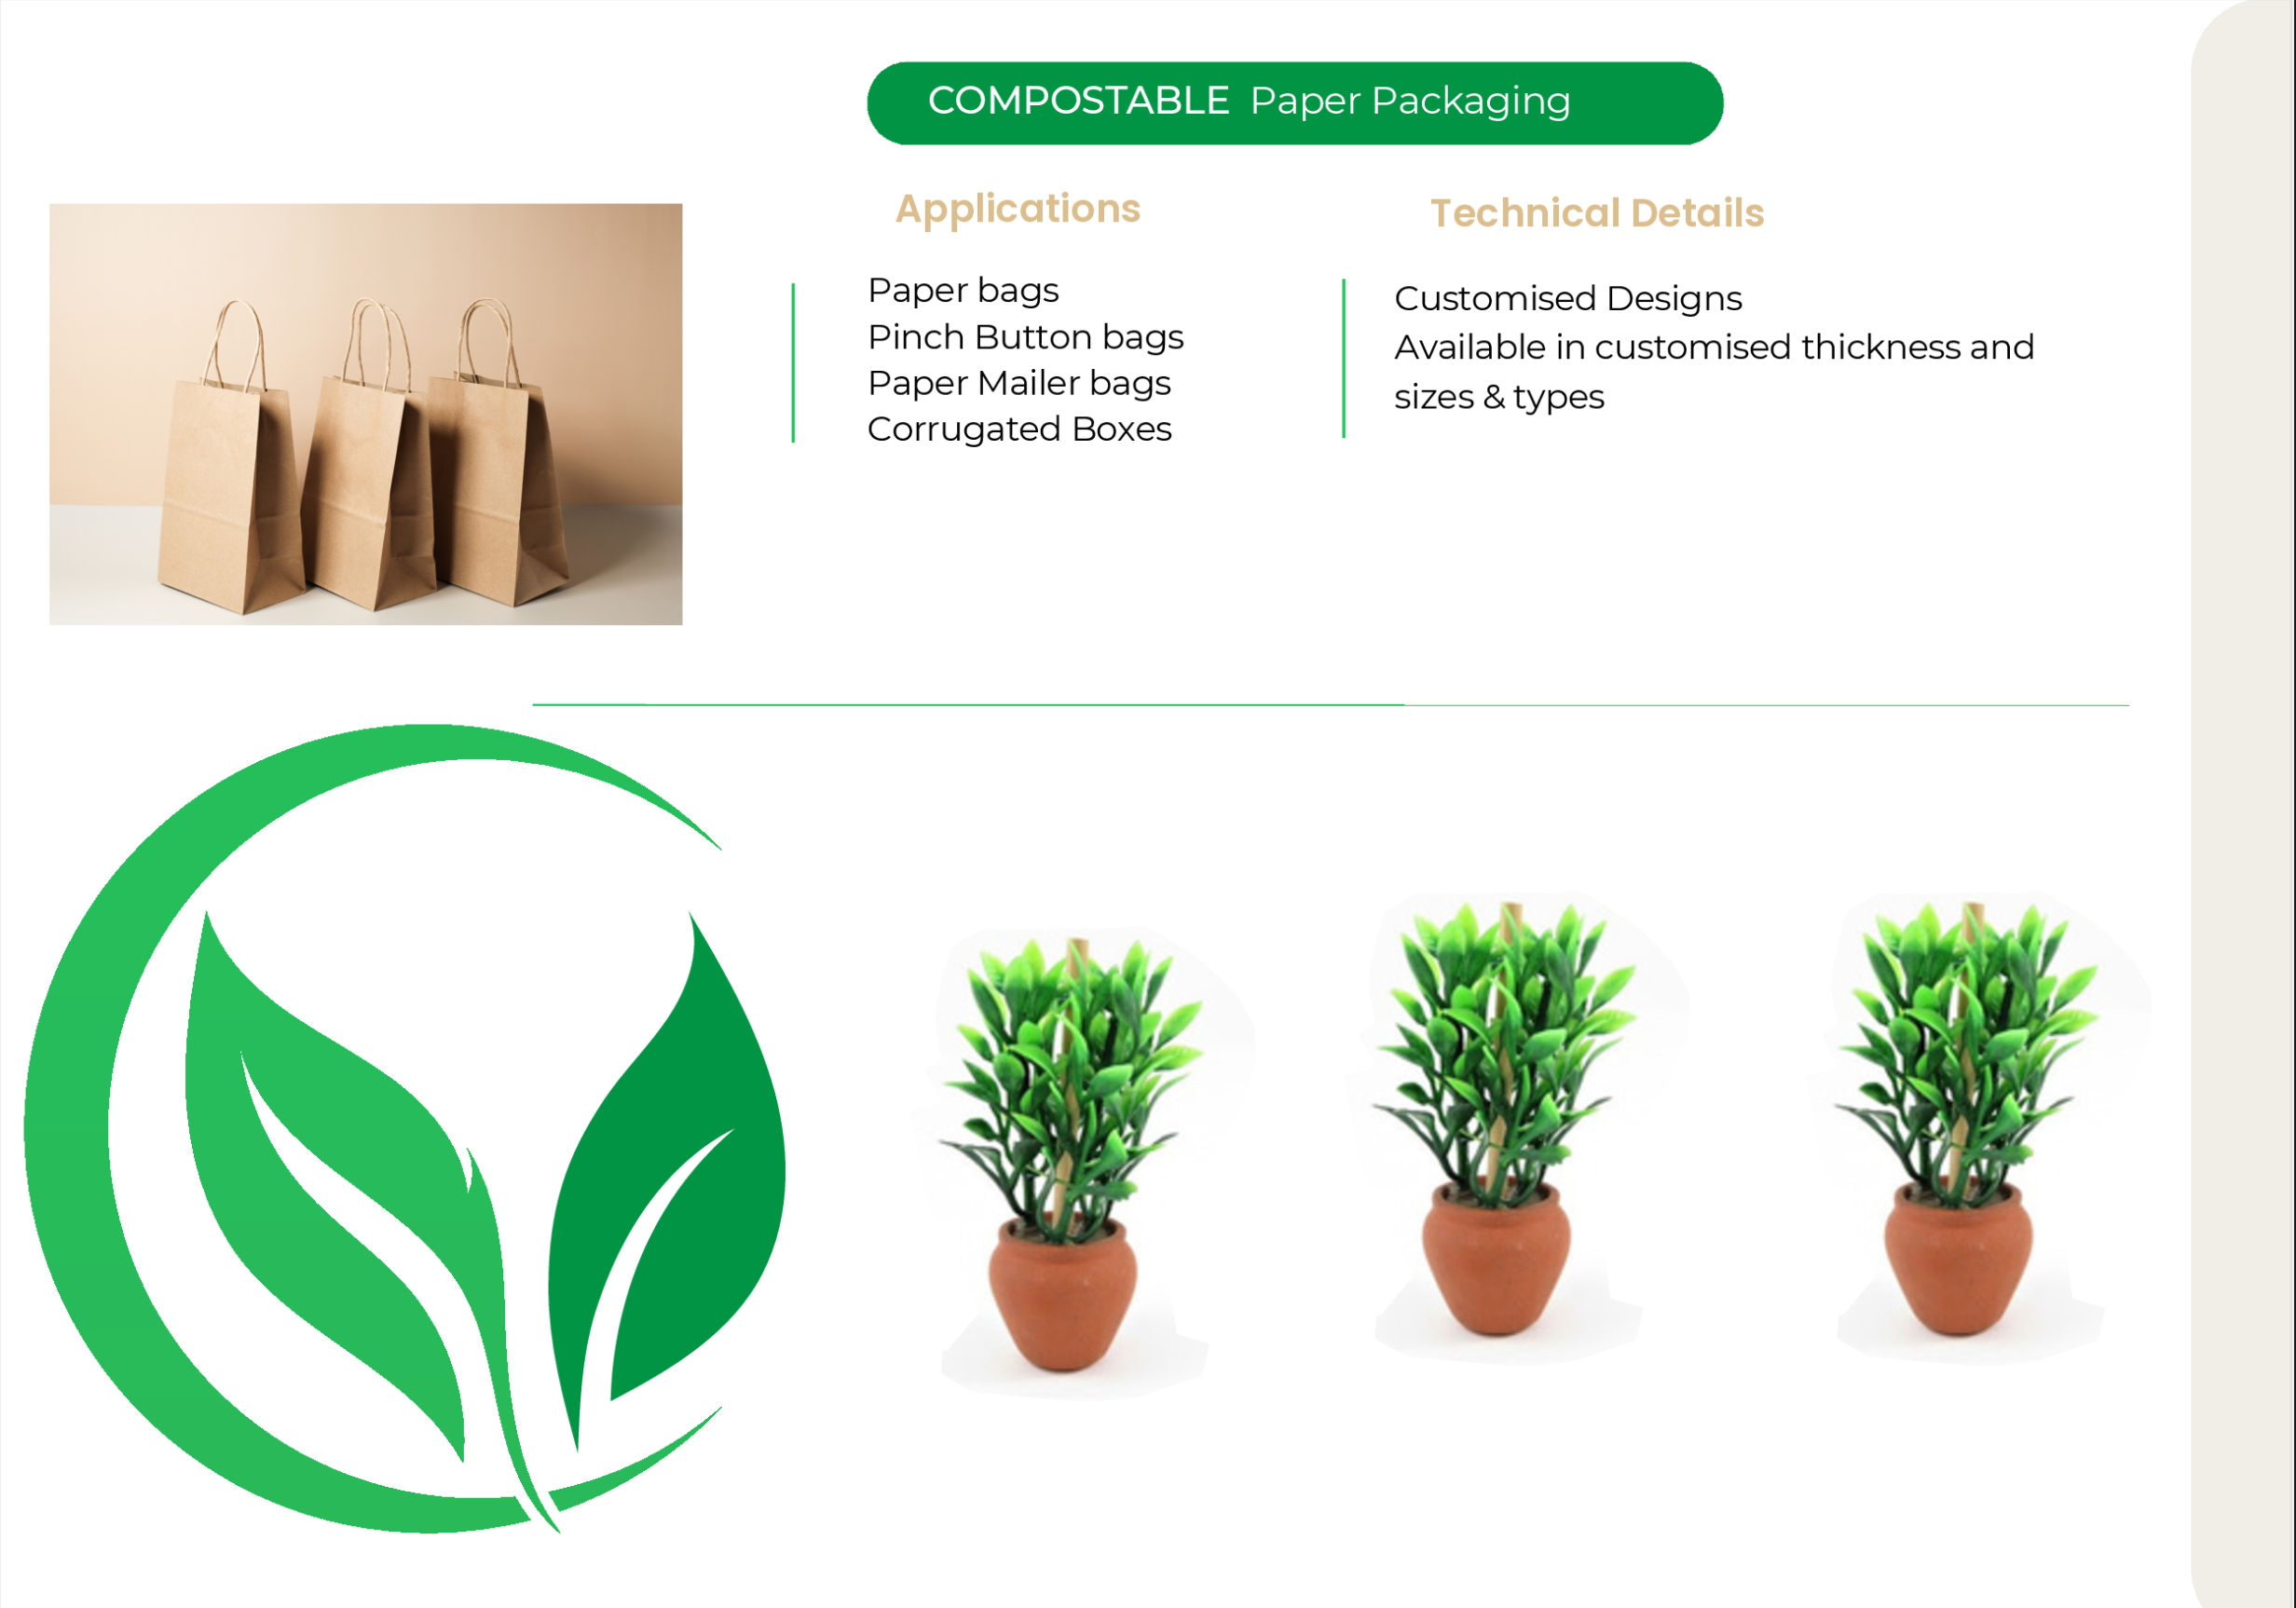 COMPOSTABLE Paper Packaging
Applications
Paper bags
Pinch Button bags
Paper Mailer bags
Corrugated Boxes
Technical Details
Customised Designs
Available in customised thickness and
sizes & types